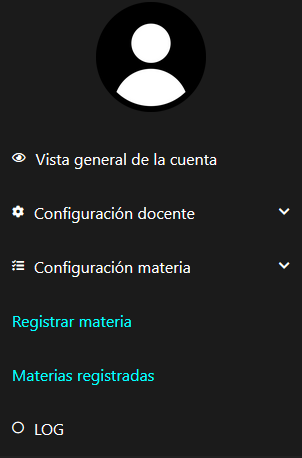 Vista general de la cuenta
Configuración docente
Configuración materia
Registrar materia
Materias registradas
LOG